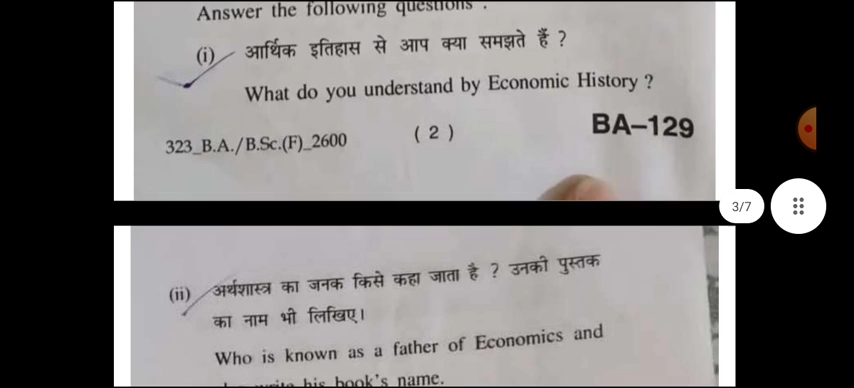 Answer the following questions :
(i) आर्थिक इतिहास से आप क्या समझते हैं ?
What do you understand by Economic History ?
323_B.A./B.Sc.(F)_2600 ( 2 ) BA–129
3/7
(ii) अर्थशास्त्र का जनक किसे कहा जाता है ? उनकी पुस्तक
का नाम भी लिखिए।
Who is known as a father of Economics and
his book's name.